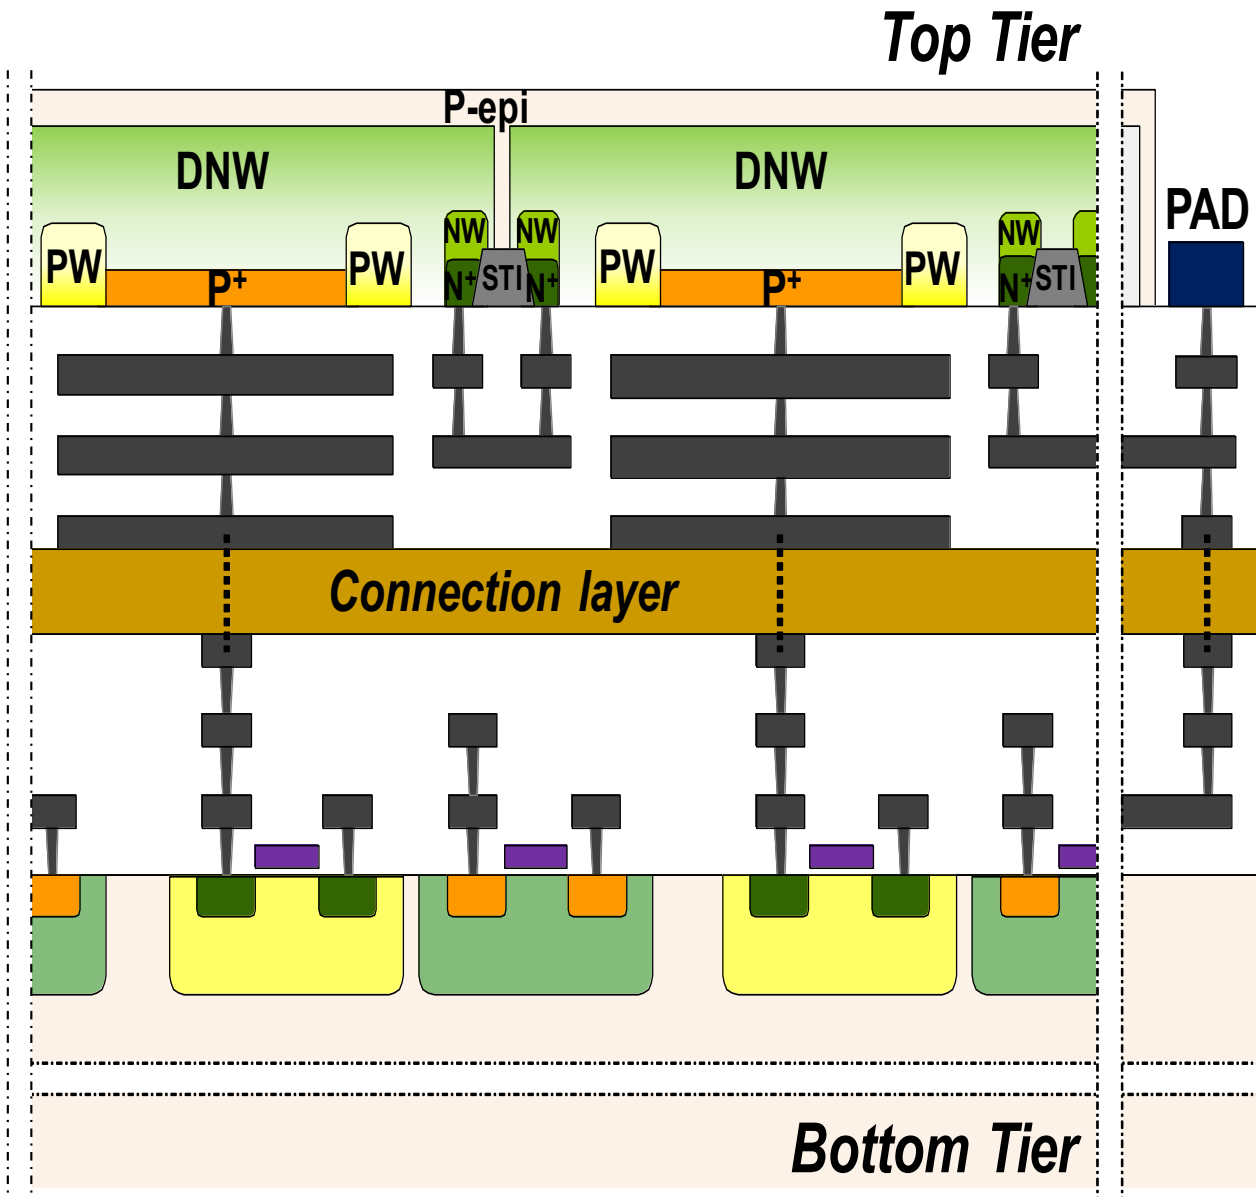 Top Tier
P-epi
DNW
DNW
PAD
PW
PW
NW
NW
PW
PW
NW
P+
N+
STI
N+
P+
N+
STI
Connection layer
Bottom Tier